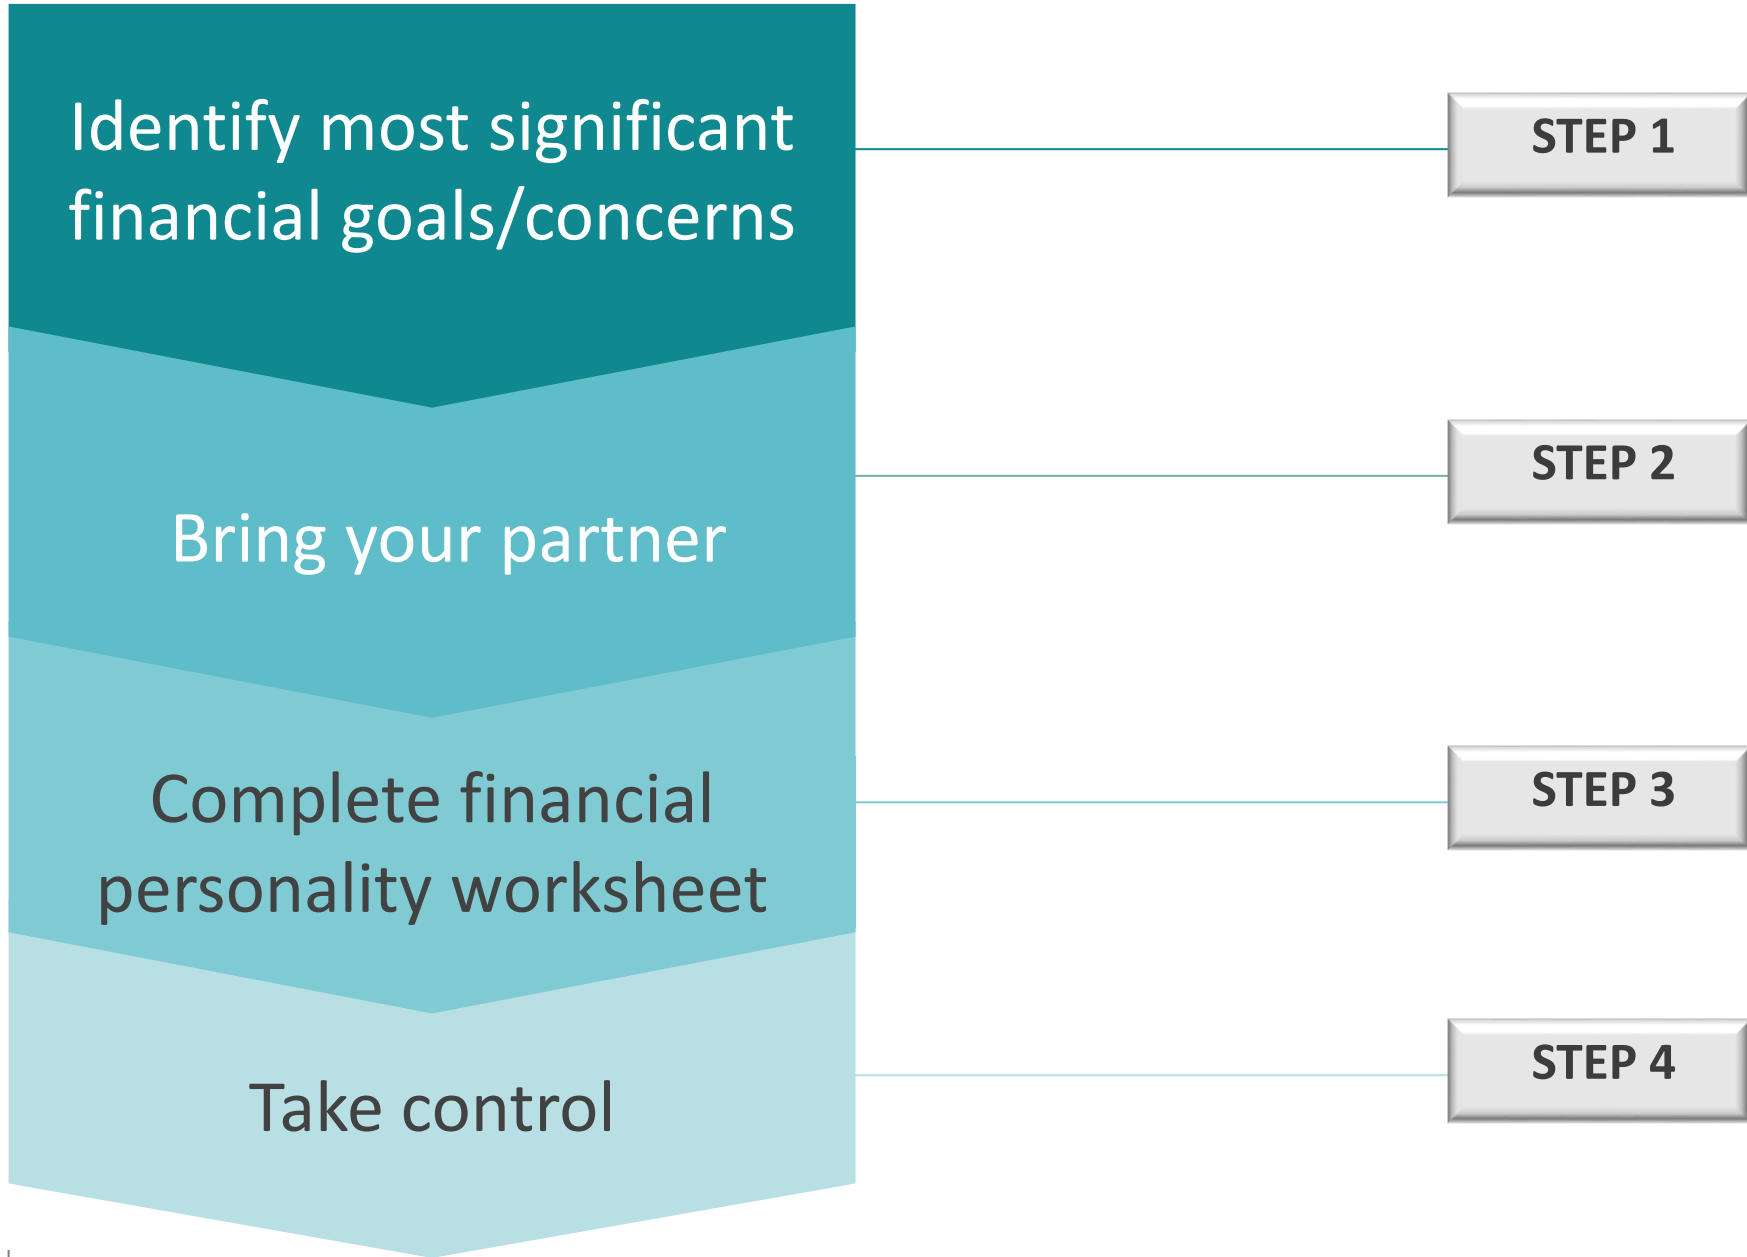 Identify most significant
financial goals/concerns
STEP 1
Bring your partner
STEP 2
Complete financial
personality worksheet
STEP 3
Take control
STEP 4